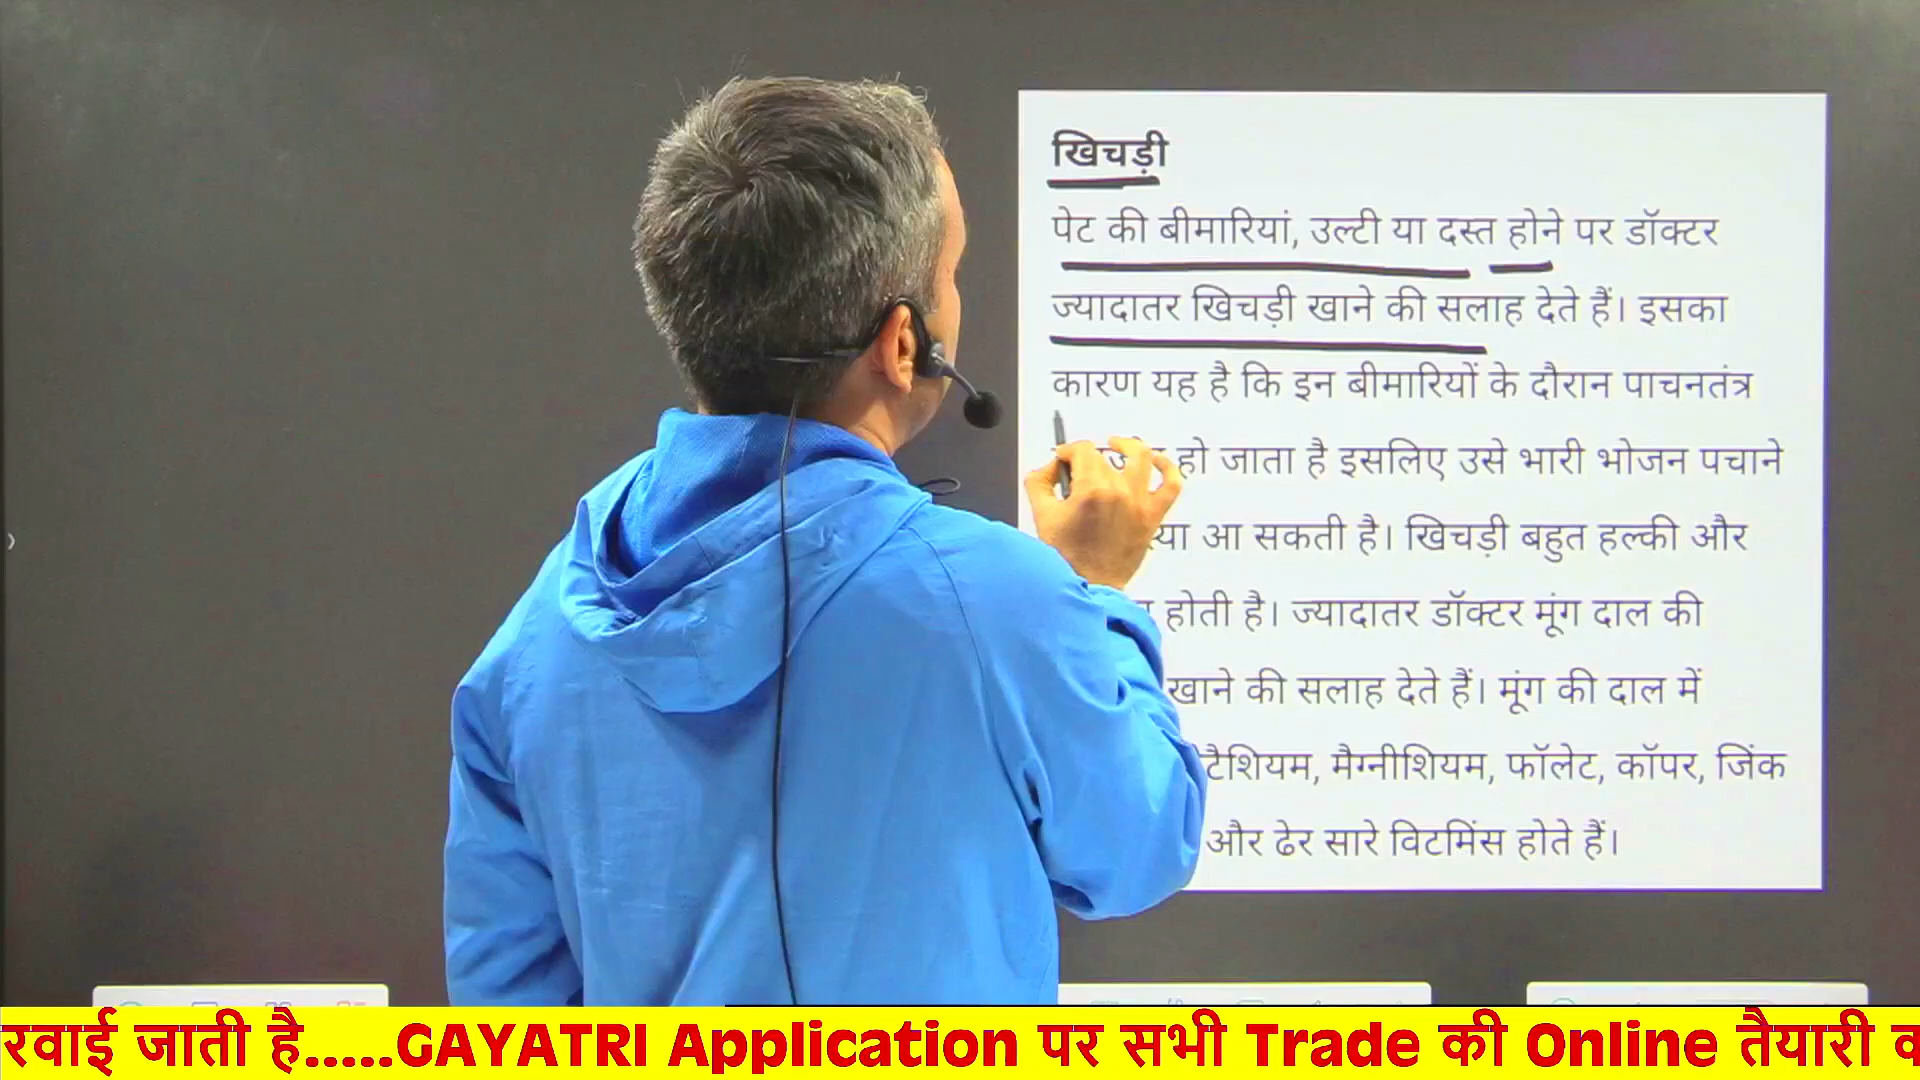 खिचड़ी
पेट की बीमारियां, उल्टी या दस्त होने पर डॉक्टर
ज्यादातर खिचड़ी खाने की सलाह देते हैं। इसका
कारण यह है कि इन बीमारियों के दौरान पाचनतंत्र
हो जाता है इसलिए उसे भारी भोजन पचाने
आ सकती है। खिचड़ी बहुत हल्की और
होती है। ज्यादातर डॉक्टर मूंग दाल की
खाने की सलाह देते हैं। मूंग की दाल में
मैग्नीशियम, फॉलेट, कॉपर, जिंक
और ढेर सारे विटमिंस होते हैं।
रवाई जाती है.....GAYATRI Application पर सभी Trade की Online तैयारी